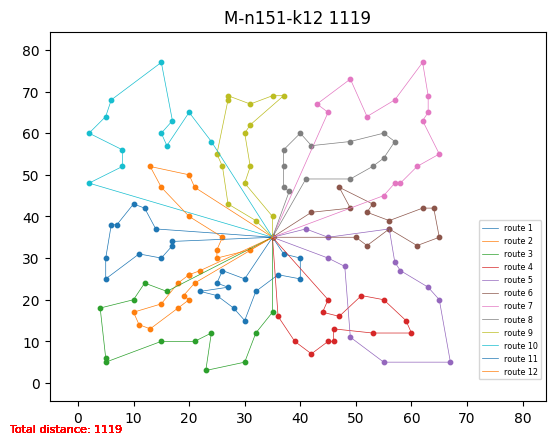 M-n151-k12 1119
80
70
60
50
40
30
20
10
0
route 1
route 2
route 3
route 4
route 5
route 6
route 7
route 8
route 9
route 10
route 11
route 12
0 10 20 30 40 50 60 70 80
Total distance: 1119